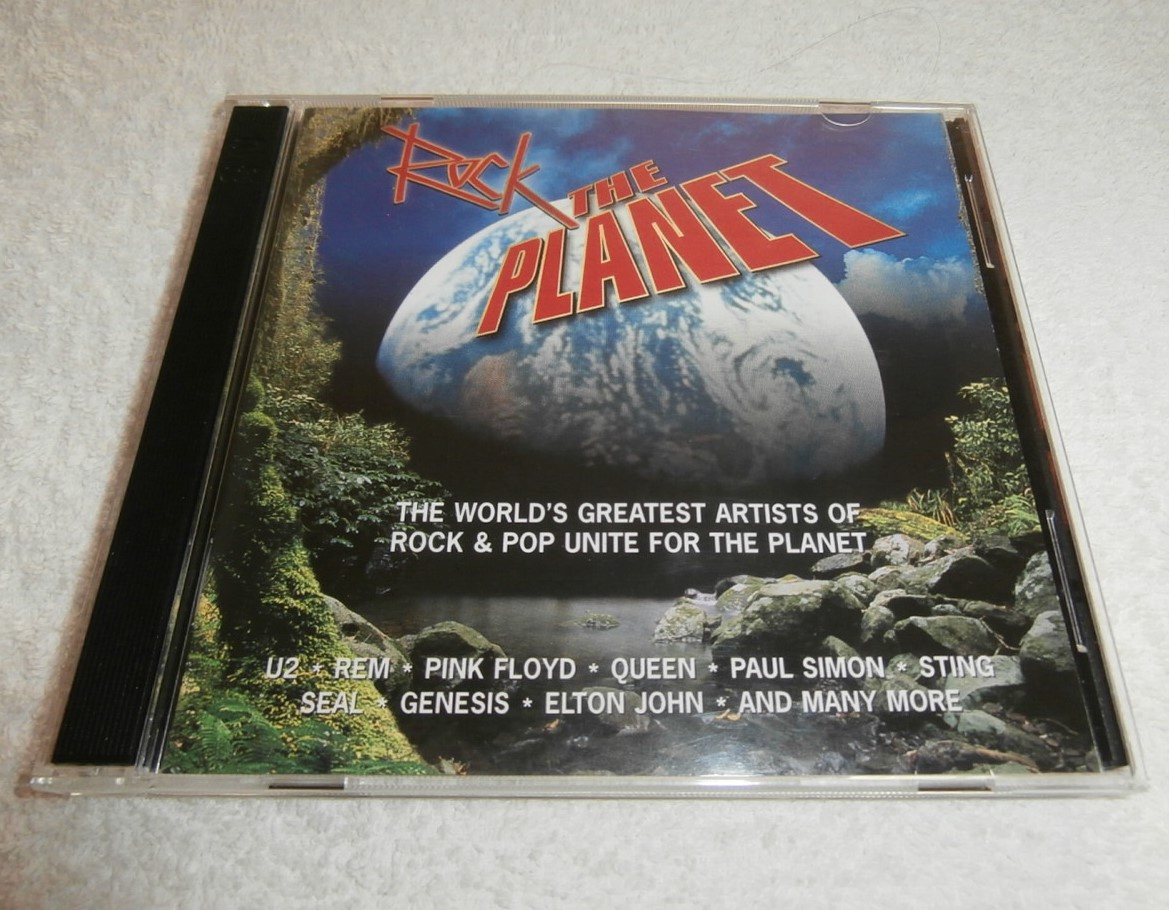 Rock
THE
PLANET
THE WORLD'S GREATEST ARTISTS OF
ROCK & POP UNITE FOR THE PLANET
U2 * REM * PINK FLOYD * QUEEN * PAUL SIMON * STING
SEAL * GENESIS * ELTON JOHN * AND MANY MORE